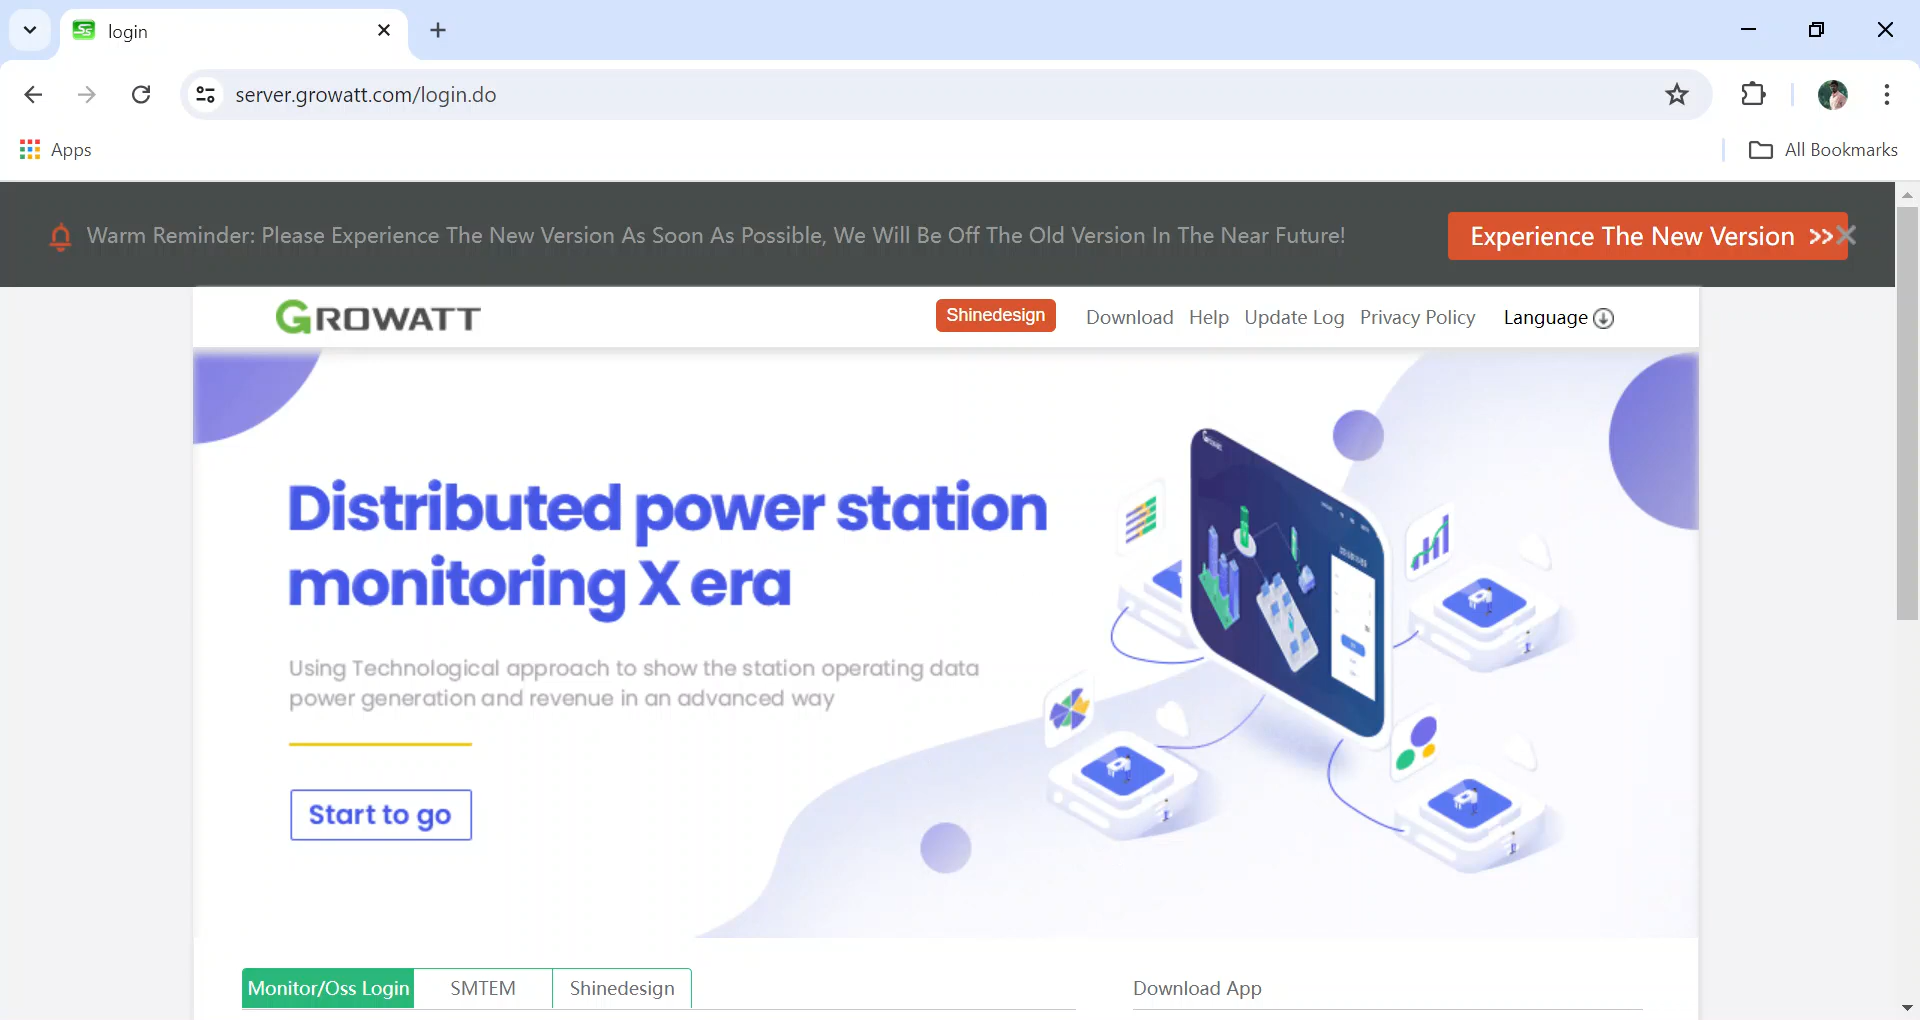 login
server.growatt.com/login.do
Apps
All Bookmarks
Warm Reminder: Please Experience The New Version As Soon As Possible, We Will Be Off The Old Version In The Near Future!
Experience The New Version >>
GROWATT
Shinedesign
Download
Help
Update Log
Privacy Policy
Language
Distributed power station
monitoring X era
Using Technological approach to show the station operating data
power generation and revenue in an advanced way
Start to go
Monitor/Oss Login
SMTEM
Shinedesign
Download App